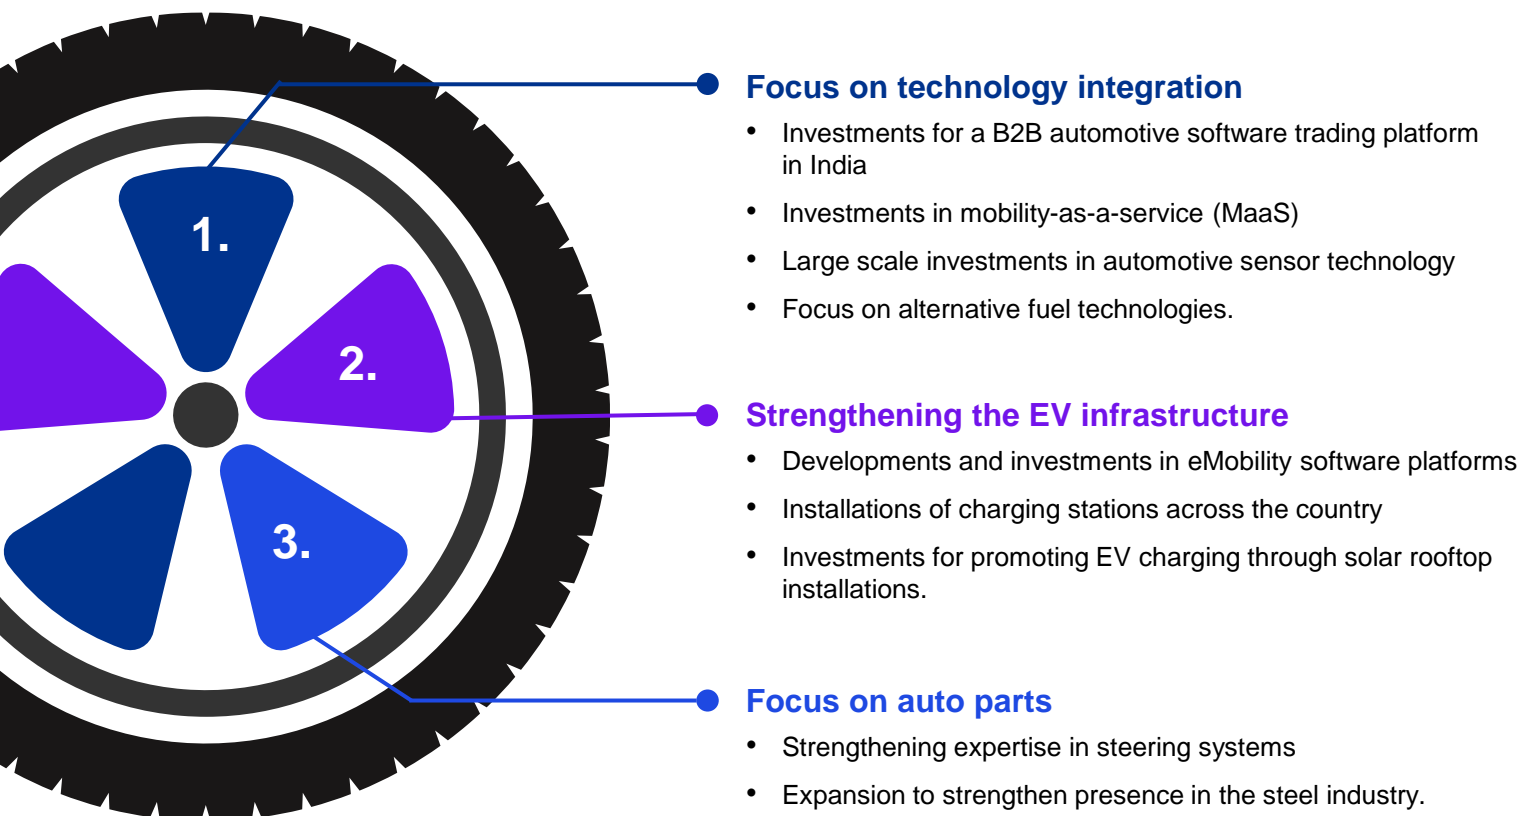 1.
Focus on technology integration
• Investments for a B2B automotive software trading platform
in India
• Investments in mobility-as-a-service (MaaS)
• Large scale investments in automotive sensor technology
• Focus on alternative fuel technologies.
2.
Strengthening the EV infrastructure
• Developments and investments in eMobility software platforms
• Installations of charging stations across the country
• Investments for promoting EV charging through solar rooftop
installations.
3.
Focus on auto parts
• Strengthening expertise in steering systems
• Expansion to strengthen presence in the steel industry.